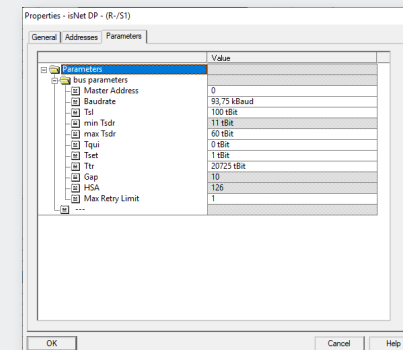 Properties - isNet DP - (R-/S1)
General Addresses Parameters
Value
Parameters
bus parameters
Master Address 0
Baudrate 93,75 kBaud
Tsl 100 tBit
min Tsdr 11 tBit
max Tsdr 60 tBit
Tqui 0 tBit
Tset 1 tBit
Ttr 20725 tBit
Gap 10
HSA 126
Max Retry Limit 1
---
OK Cancel Help